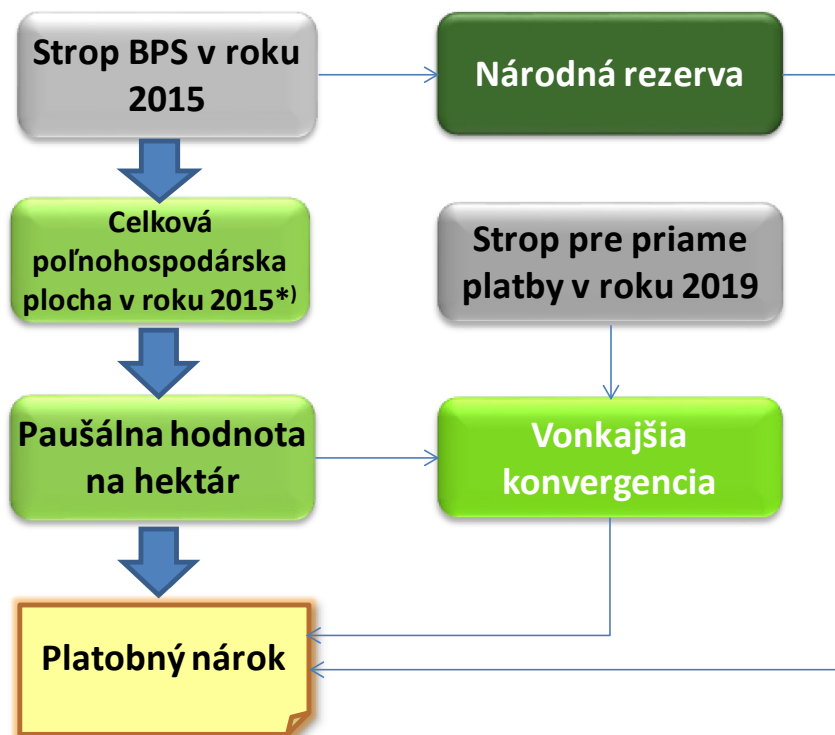 Strop BPS v roku
2015
Národná rezerva
Celková
poľnohospodárska
plocha v roku 2015*)
Strop pre priame
platby v roku 2019
Paušálna hodnota
na hektár
Vonkajšia
konvergencia
Platobný nárok